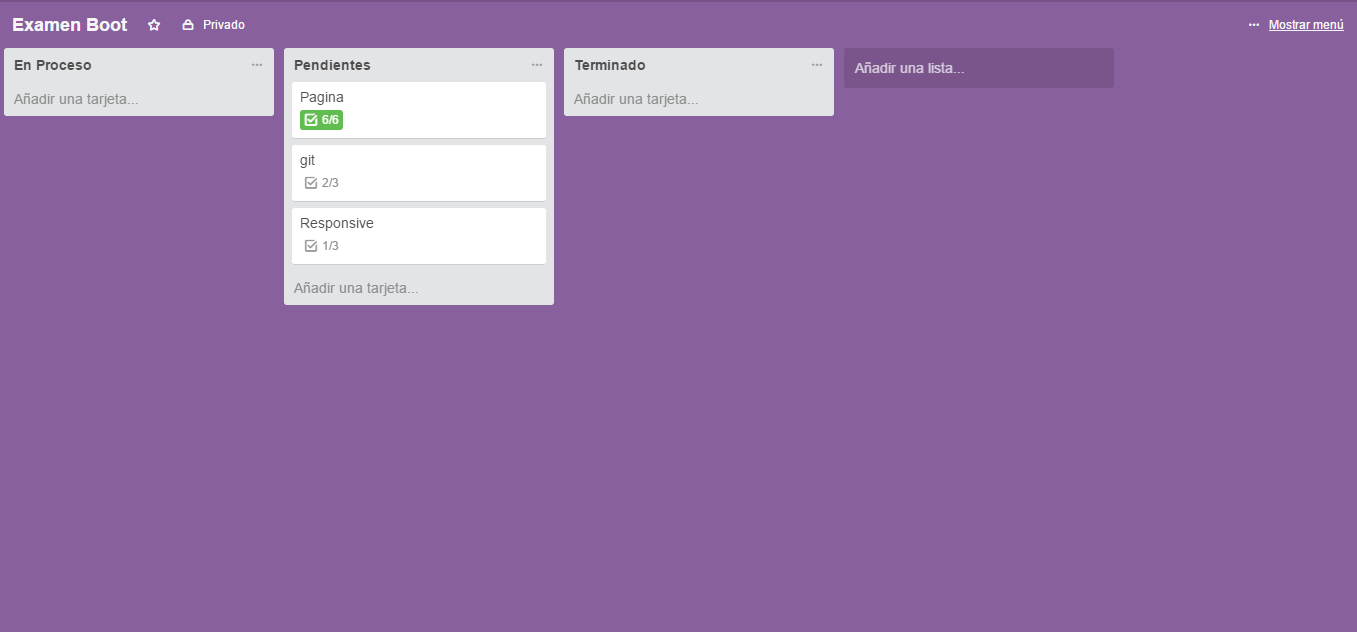 Examen Boot
Privado
Mostrar menú
En Proceso
Añadir una tarjeta...
Pendientes
Pagina
6/6
git
2/3
Responsive
1/3
Añadir una tarjeta...
Terminado
Añadir una tarjeta...
Añadir una lista...